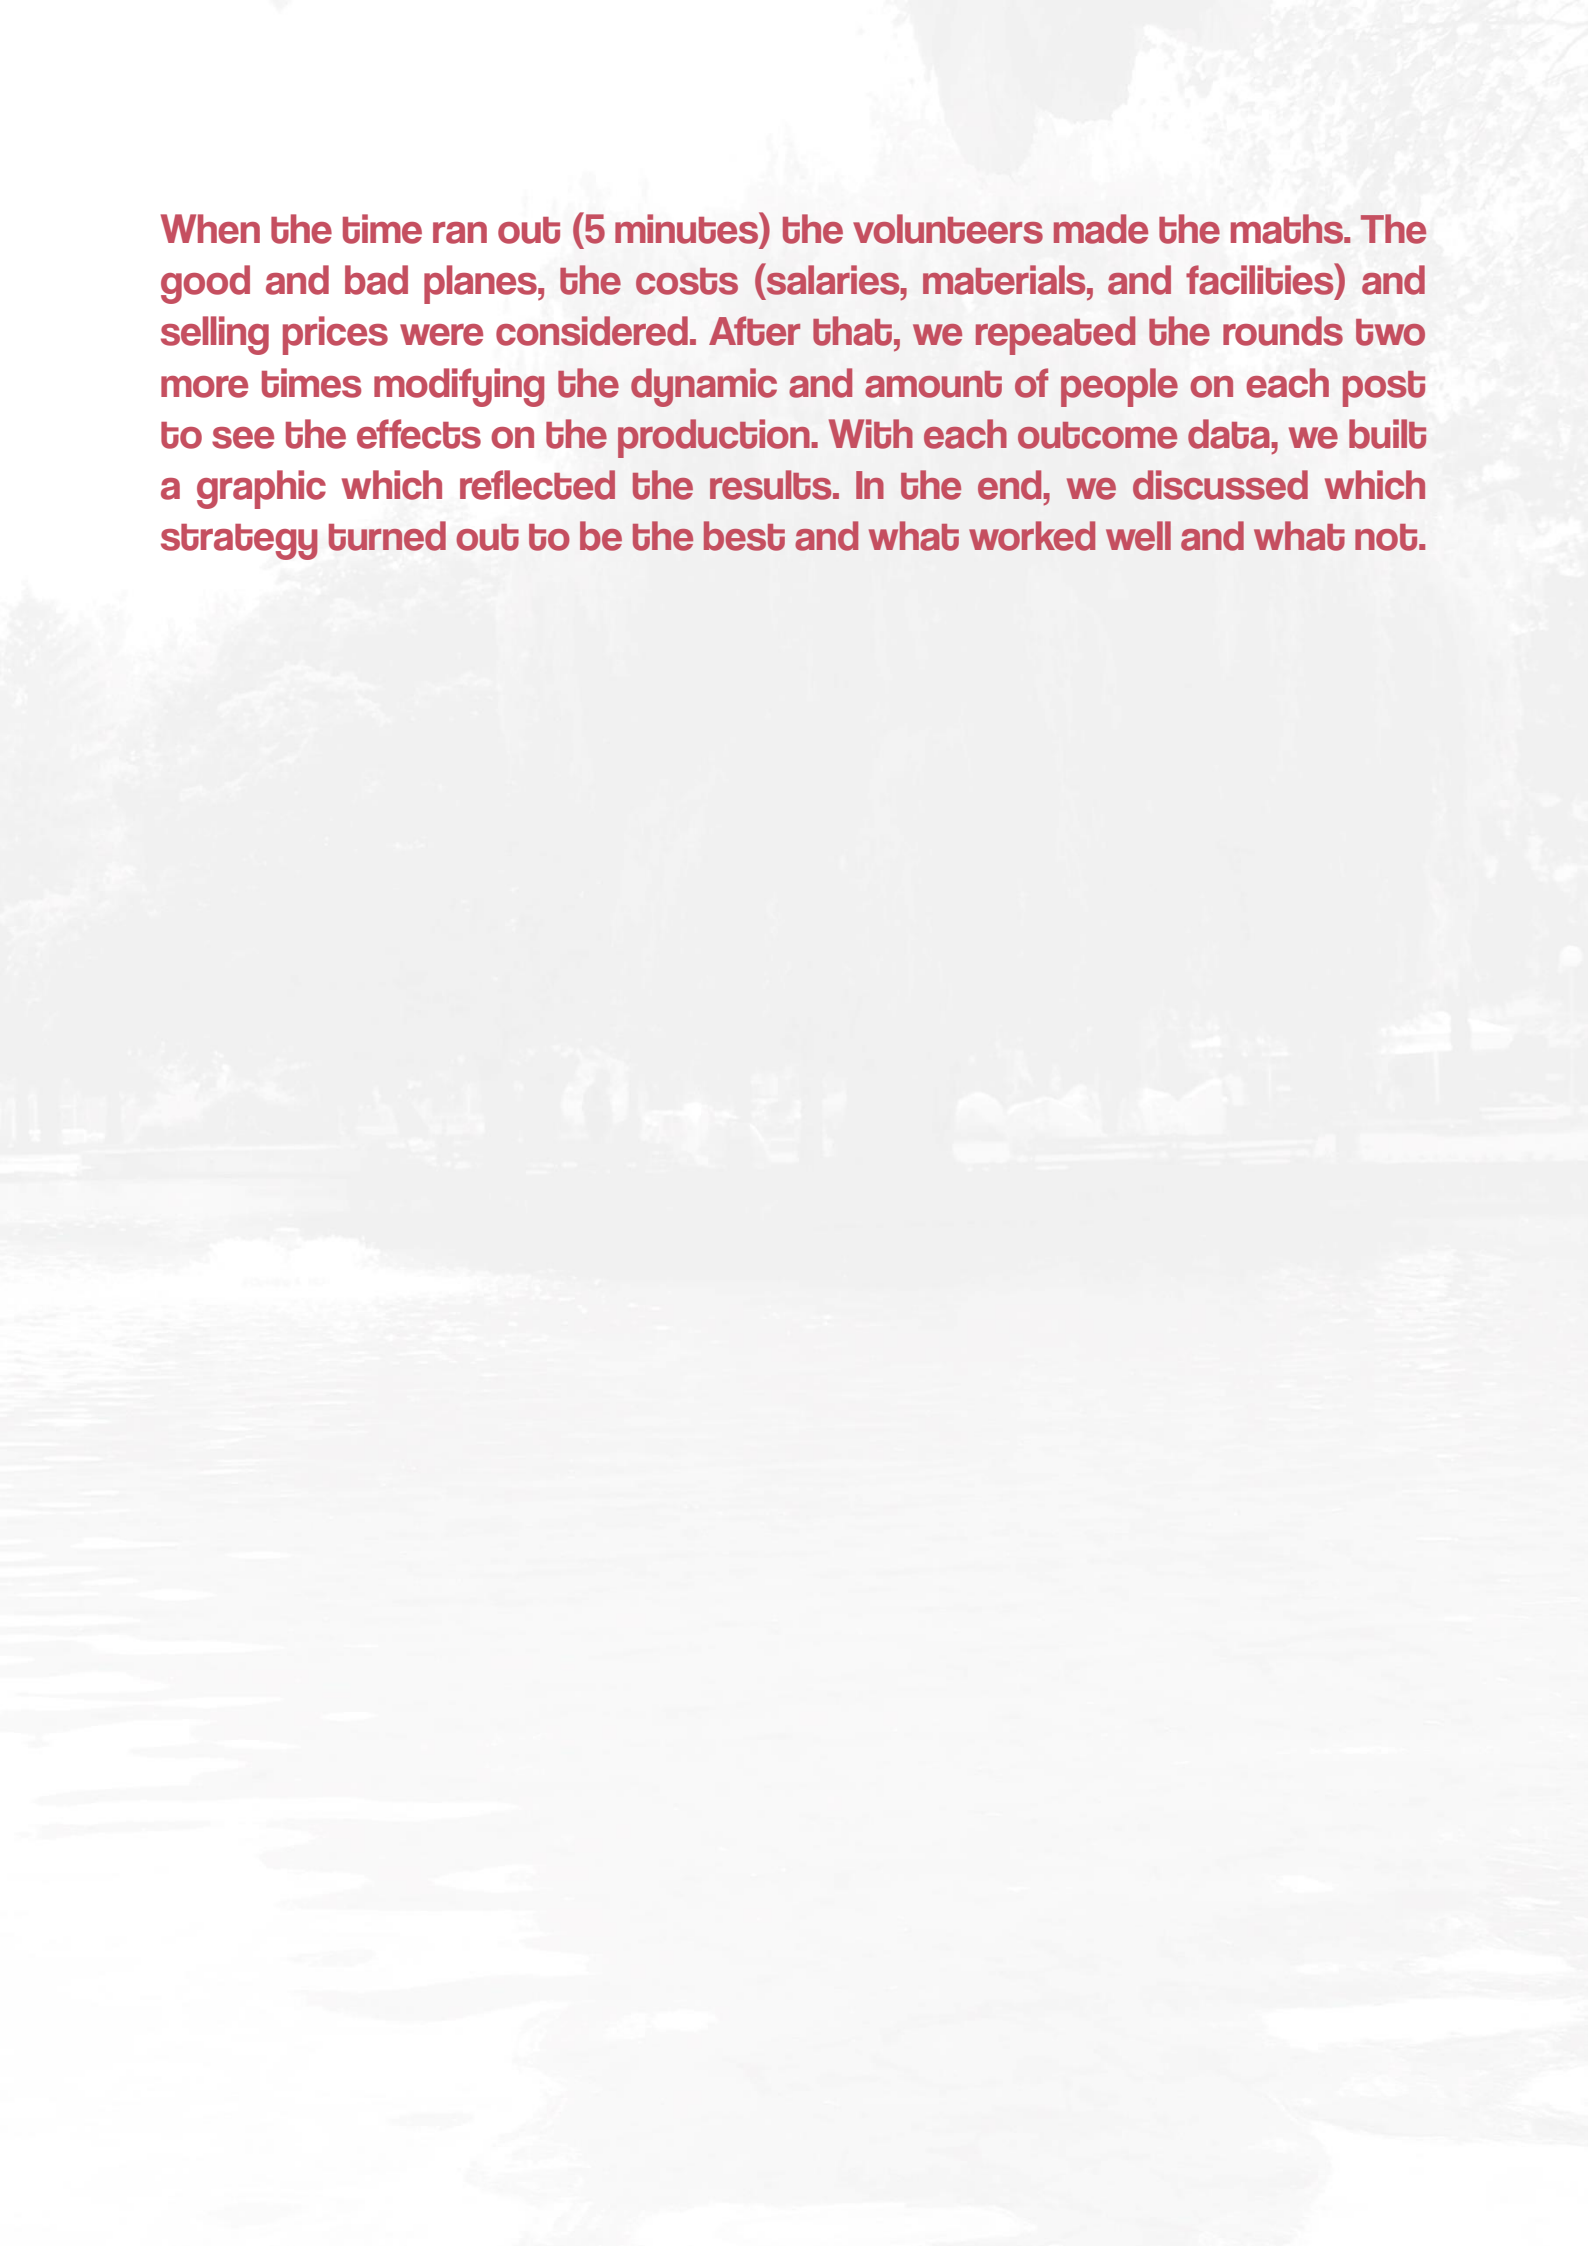 When the time ran out (5 minutes) the volunteers made the maths. The
good and bad planes, the costs (salaries, materials, and facilities) and
selling prices were considered. After that, we repeated the rounds two
more times modifying the dynamic and amount of people on each post
to see the effects on the production. With each outcome data, we built
a graphic which reflected the results. In the end, we discussed which
strategy turned out to be the best and what worked well and what not.